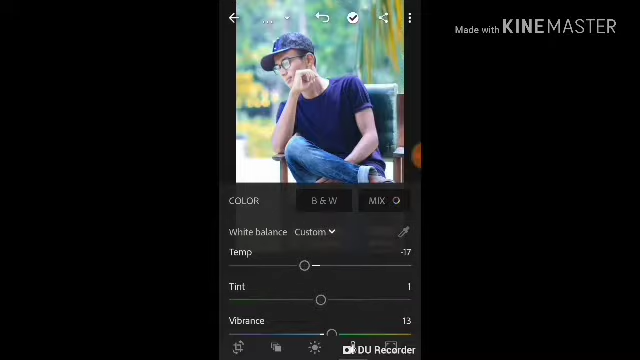 Made with KINEMASTER
COLOR
B & W
MIX
White balance
Custom
Temp
-17
Tint
1
Vibrance
13
DU Recorder